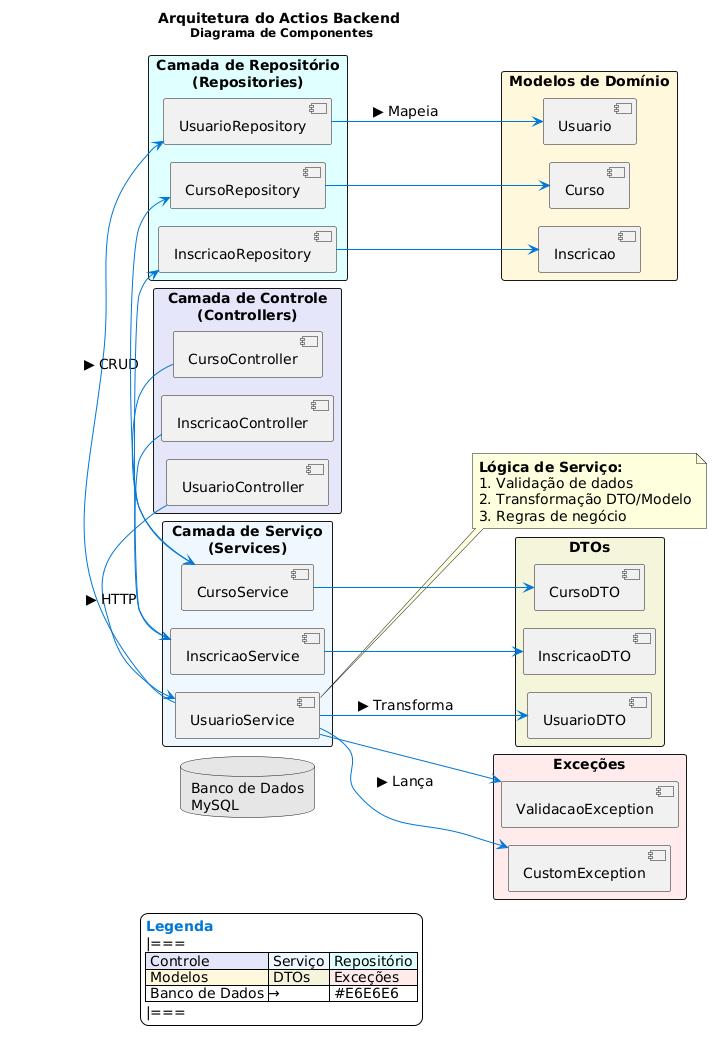 Arquitetura do Actios Backend
Diagrama de Componentes
Camada de Repositório
(Repositories)
UsuarioRepository
▶ Mapeia
CursoRepository
InscricaoRepository
Modelos de Domínio
Usuario
Curso
Inscricao
Camada de Controle
(Controllers)
CursoController
▶ CRUD
InscricaoController
UsuarioController
Lógica de Serviço:
1. Validação de dados
2. Transformação DTO/Modelo
3. Regras de negócio
Camada de Serviço
(Services)
CursoService
▶ HTTP
InscricaoService
UsuarioService
▶ Transforma
DTOs
CursoDTO
InscricaoDTO
UsuarioDTO
Banco de Dados
MySQL
▶ Lança
Exceções
ValidacaoException
CustomException
Legenda
|===
Controle Serviço Repositório
Modelos DTOs Exceções
Banco de Dados → #E6E6E6
|===